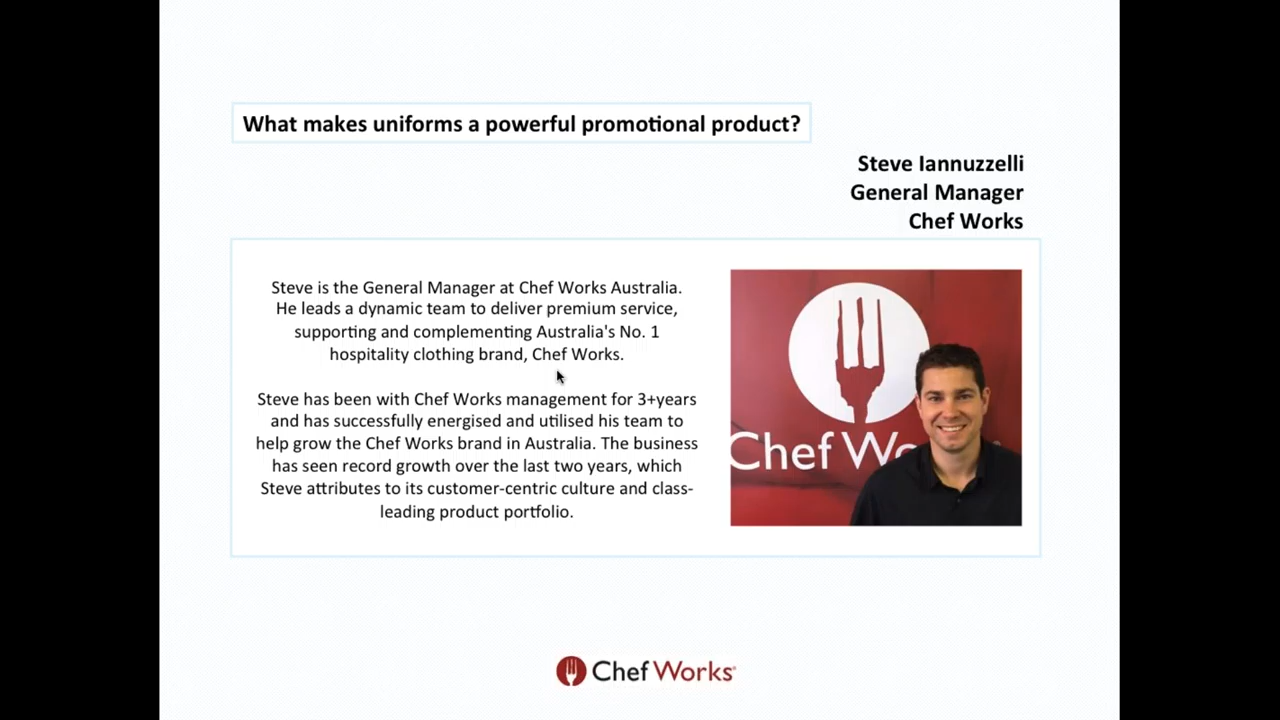 What makes uniforms a powerful promotional product?
Steve Iannuzzelli
General Manager
Chef Works
Steve is the General Manager at Chef Works Australia.
He leads a dynamic team to deliver premium service,
supporting and complementing Australia's No. 1
hospitality clothing brand, Chef Works.
Steve has been with Chef Works management for 3+years
and has successfully energised and utilised his team to
help grow the Chef Works brand in Australia. The business
has seen record growth over the last two years, which
Steve attributes to its customer-centric culture and class-
leading product portfolio.
Chef Wo
Chef Works